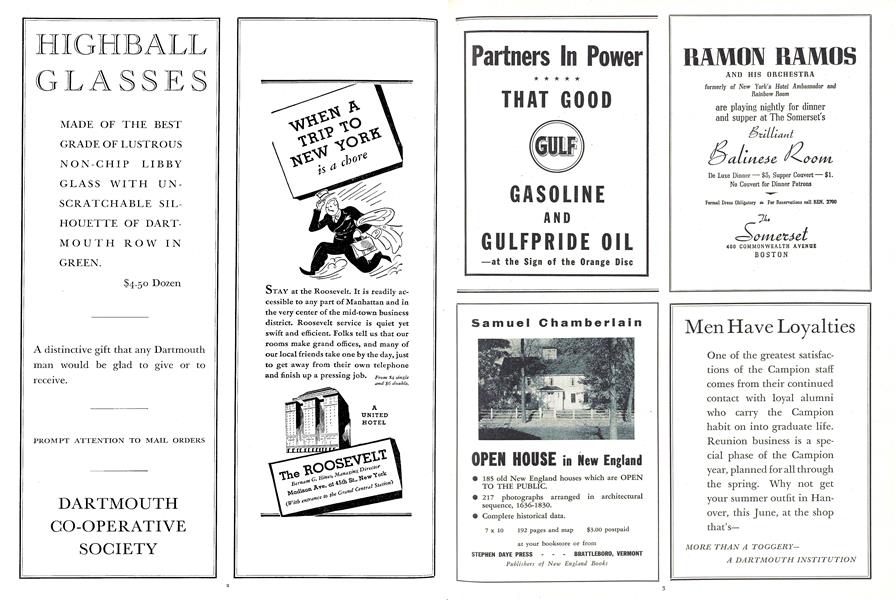 HIGHBALL
GLASSES
MADE OF THE BEST
GRADE OF LUSTROUS
NON-CHIP LIBBY
GLASS WITH UN-
SCRATCHABLE SIL-
HOUETTE OF DART-
MOUTH ROW IN
GREEN.
$4.50 Dozen
A distinctive gift that any Dartmouth
man would be glad to give or to
receive.
PROMPT ATTENTION TO MAIL ORDERS
DARTMOUTH
CO-OPERATIVE
SOCIETY
WHEN A
TRIP TO
NEW YORK
is a chore
STAY at the Roosevelt. It is readily ac-
cessible to any part of Manhattan and in
the very center of the mid-town business
district. Roosevelt service is quiet yet
swift and efficient. Folks tell us that our
rooms make grand offices, and many of
our local friends take one by the day, just
to get away from their own telephone
and finish up a pressing job. From $4 single
and $6 double.
A
UNITED
HOTEL
The ROOSEVELT
Bernam G. Hines, Managing Director
Madison Ave. at 45th St., New York
(With entrance to the Grand Central Station)
2
Partners In Power
THAT GOOD
GULF
GASOLINE
AND
GULFPRIDE OIL
—at the Sign of the Orange Disc
Samuel Chamberlain
OPEN HOUSE in New England
● 185 old New England houses which are OPEN
TO THE PUBLIC.
● 217 photographs arranged in architectural
sequence, 1636-1830.
● Complete historical data.
7 x 10 192 pages and map $3.00 postpaid
at your bookstore or from
STEPHEN DAYE PRESS - - - BRATTLEBORO, VERMONT
Publishers of New England Books
RAMON RAMOS
AND HIS ORCHESTRA
formerly of New York's Hotel Ambassador and
Rainbow Room
are playing nightly for dinner
and supper at The Somerset's
Brilliant
Balinese Room
De Luxe Dinner — $3, Supper Couvert — $1.
No Couvert for Dinner Patrons
Formal Dress Obligatory For Reservations call KEN. 2700
The
Somerset
400 COMMONWEALTH AVENUE
BOSTON
Men Have Loyalties
One of the greatest satisfac-
tions of the Campion staff
comes from their continued
contact with loyal alumni
who carry the Campion
habit on into graduate life.
Reunion business is a spe-
cial phase of the Campion
year, planned for all through
the spring. Why not get
your summer outfit in Han-
over, this June, at the shop
that's—
MORE THAN A TOGGERY—
A DARTMOUTH INSTITUTION
3